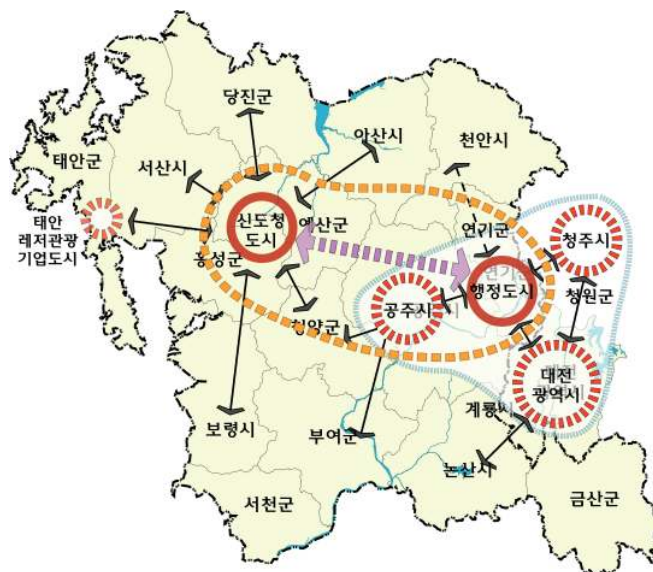 당진군
아산시
천안시
태안군
서산시
태안
레저관광
기업도시
신도청
도시
예산군
연기군
연기군
청주시
홍성군
행정도시
공주시
청원군
청양군
대전
광역시
계룡시
보령시
부여군
논산시
서천군
금산군